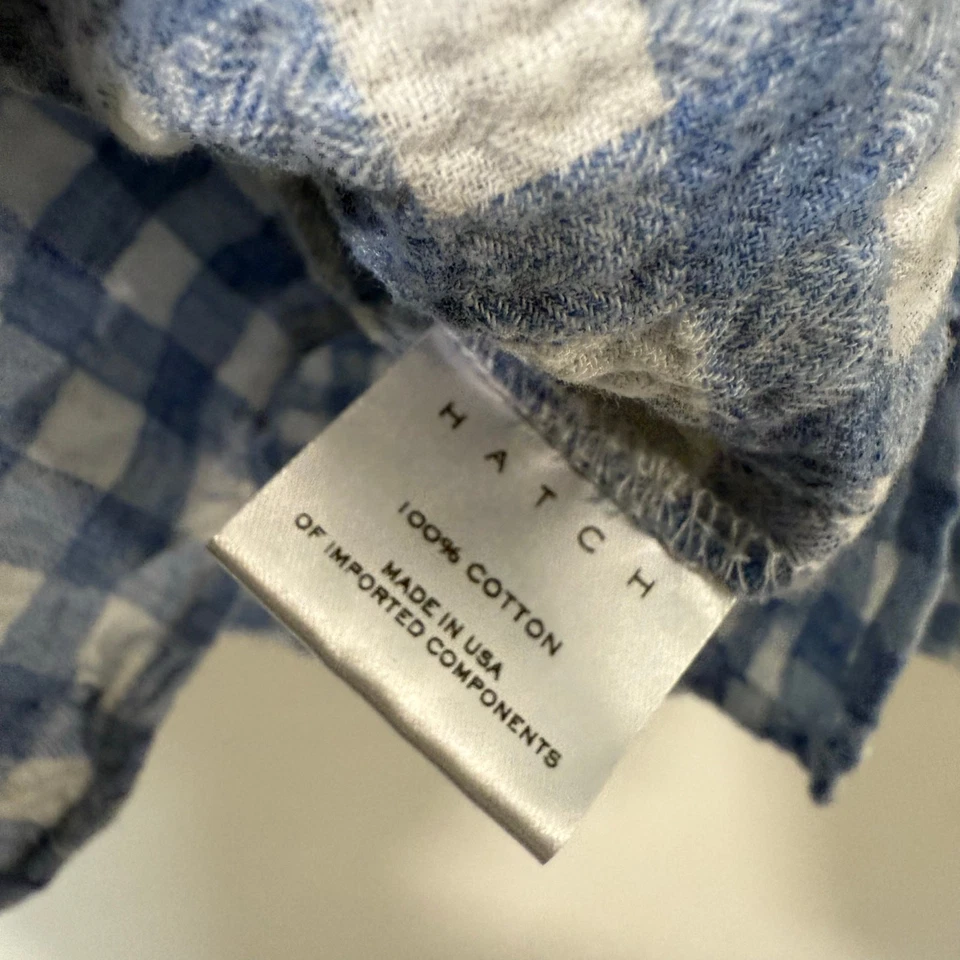 HATCH
100% COTTON
MADE IN USA
OF IMPORTED COMPONENTS